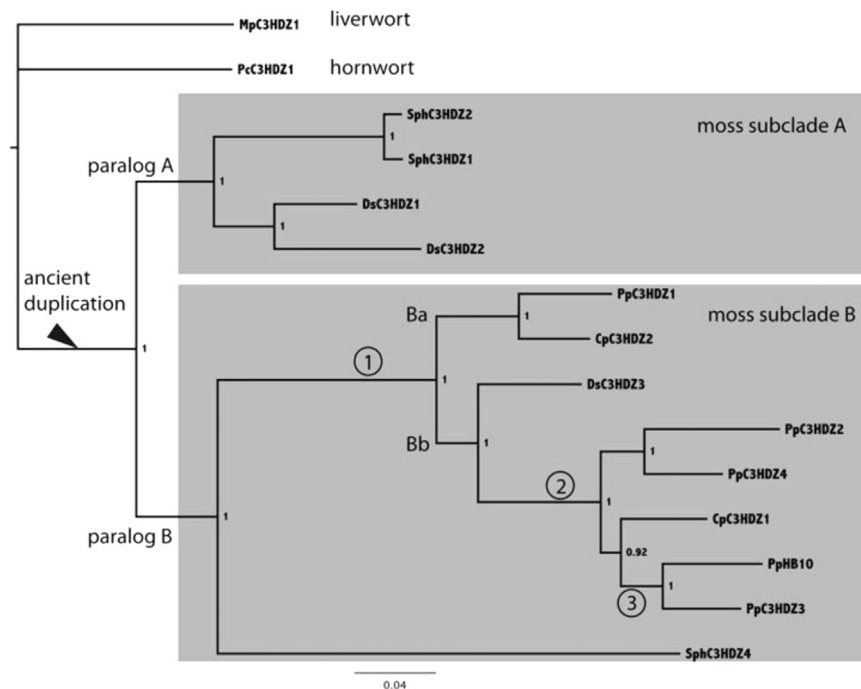 MpC3HDZ1 liverwort
PcC3HDZ1 hornwort
SphC3HDZ2
moss subclade A
1
SphC3HDZ1
paralog A
1
DsC3HDZ1
1
DsC3HDZ2
ancient
duplication
PpC3HDZ1
Ba
1
moss subclade B
CpC3HDZ2
1
1
DsC3HDZ3
1
PpC3HDZ2
Bb
1
1
PpC3HDZ4
2
1
CpC3HDZ1
1
paralog B
0.92
PpHB10
1
3
PpC3HDZ3
SphC3HDZ4
0.04